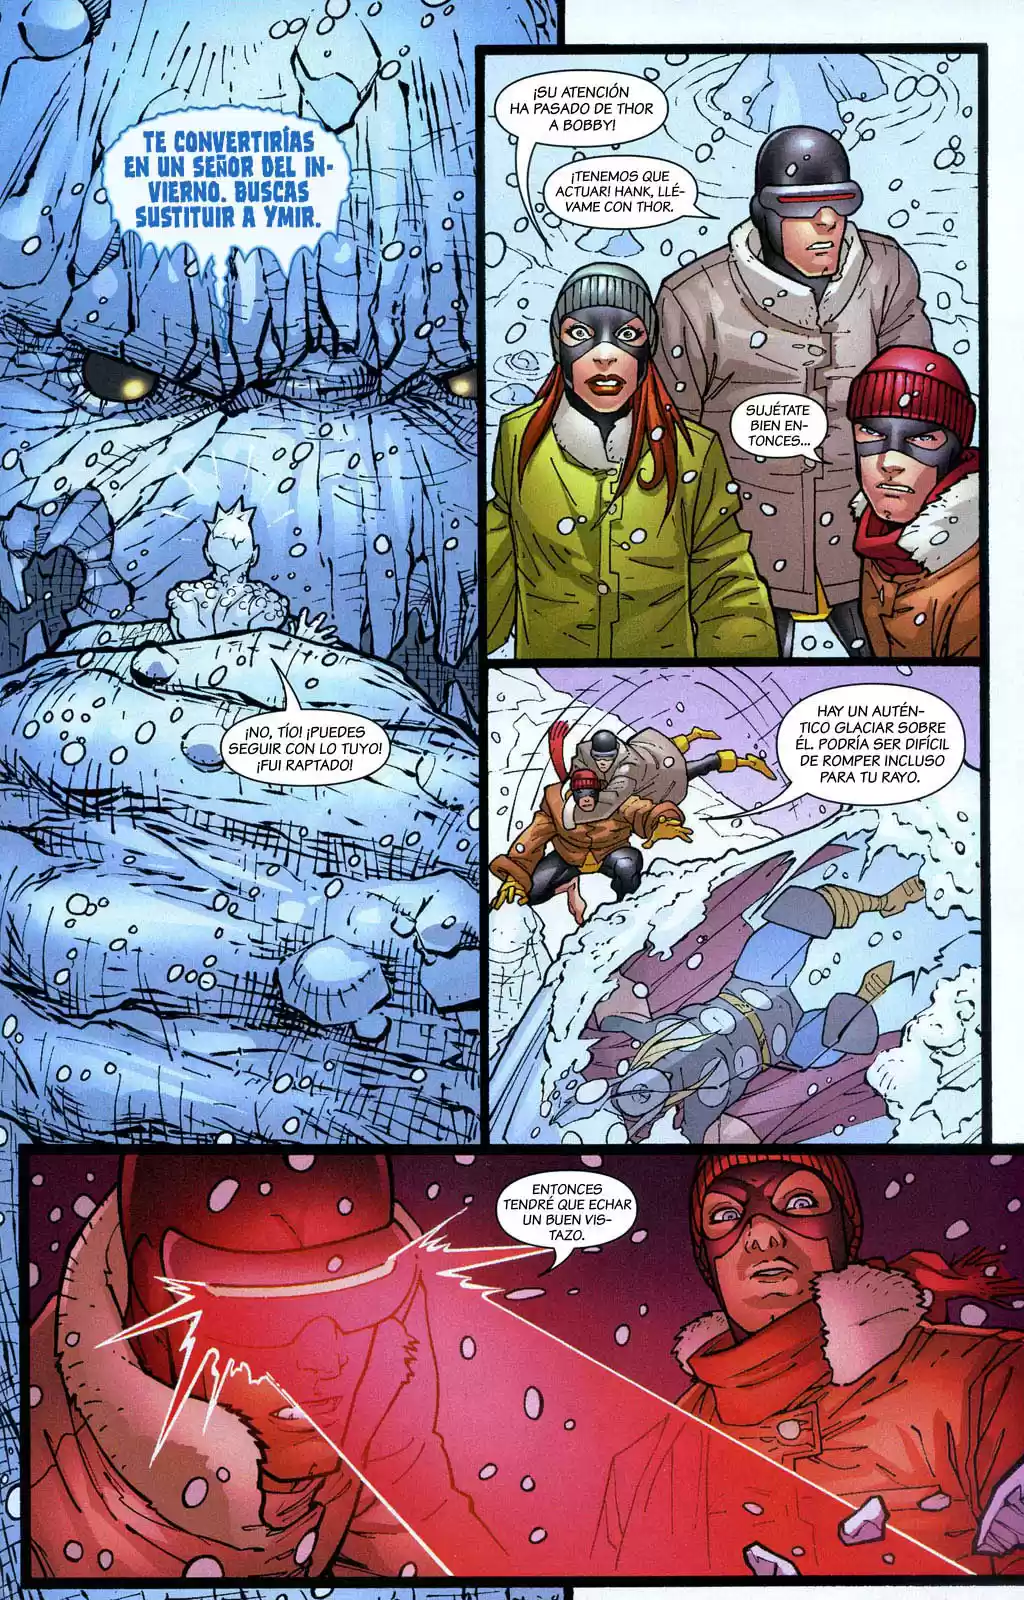 TE CONVERTIRÍAS
EN UN SEÑOR DEL IN-
VIERNO. BUSCAS
SUSTITUIR A YMIR.
¡NO, TÍO! ¡PUEDES
SEGUIR CON LO TUYO!
¡FUI RAPTADO!
¡SU ATENCIÓN
HA PASADO DE THOR
A BOBBY!
¡TENEMOS QUE
ACTUAR! HANK, LLÉ-
VAME CON THOR.
SUJÉTATE
BIEN EN-
TONCES...
HAY UN AUTÉN-
TICO GLACIAR SOBRE
ÉL. PODRÍA SER DIFÍCIL
DE ROMPER INCLUSO
PARA TU RAYO.
ENTONCES
TENDRÉ QUE ECHAR
UN BUEN VIS-
TAZO.